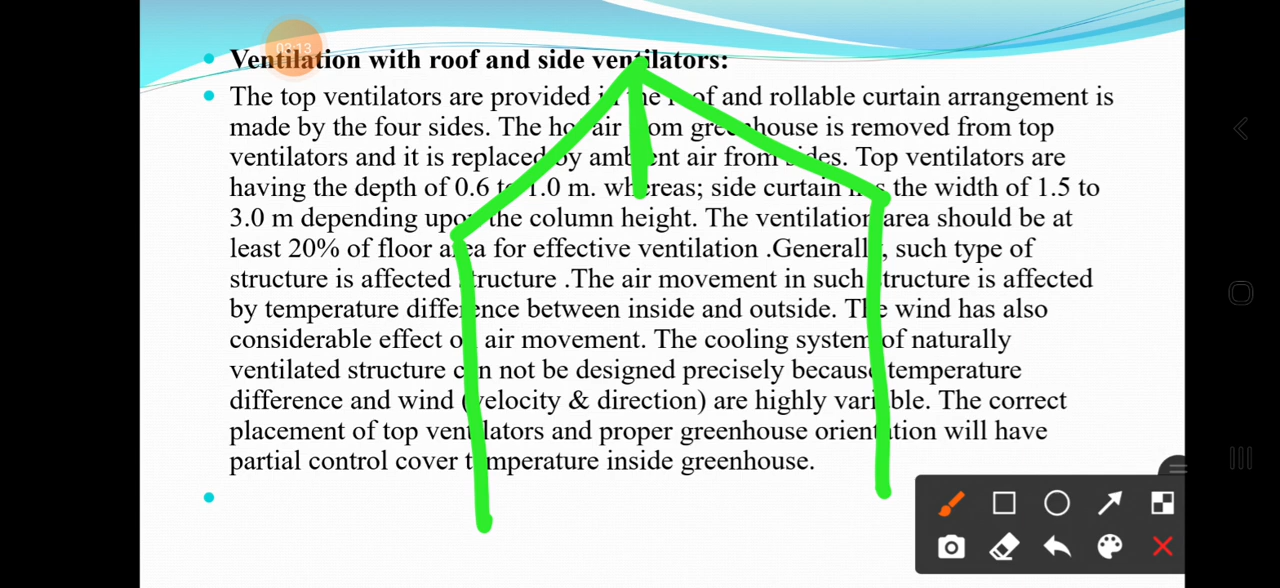 03:13
Ventilation with roof and side ventilators:
The top ventilators are provided in the roof and rollable curtain arrangement is
made by the four sides. The hot air from greenhouse is removed from top
ventilators and it is replaced by ambient air from sides. Top ventilators are
having the depth of 0.6 to 1.0 m. whereas; side curtain has the width of 1.5 to
3.0 m depending upon the column height. The ventilation area should be at
least 20% of floor area for effective ventilation .Generally, such type of
structure is affected structure .The air movement in such structure is affected
by temperature difference between inside and outside. The wind has also
considerable effect on air movement. The cooling system of naturally
ventilated structure can not be designed precisely because temperature
difference and wind (velocity & direction) are highly variable. The correct
placement of top ventilators and proper greenhouse orientation will have
partial control cover temperature inside greenhouse.